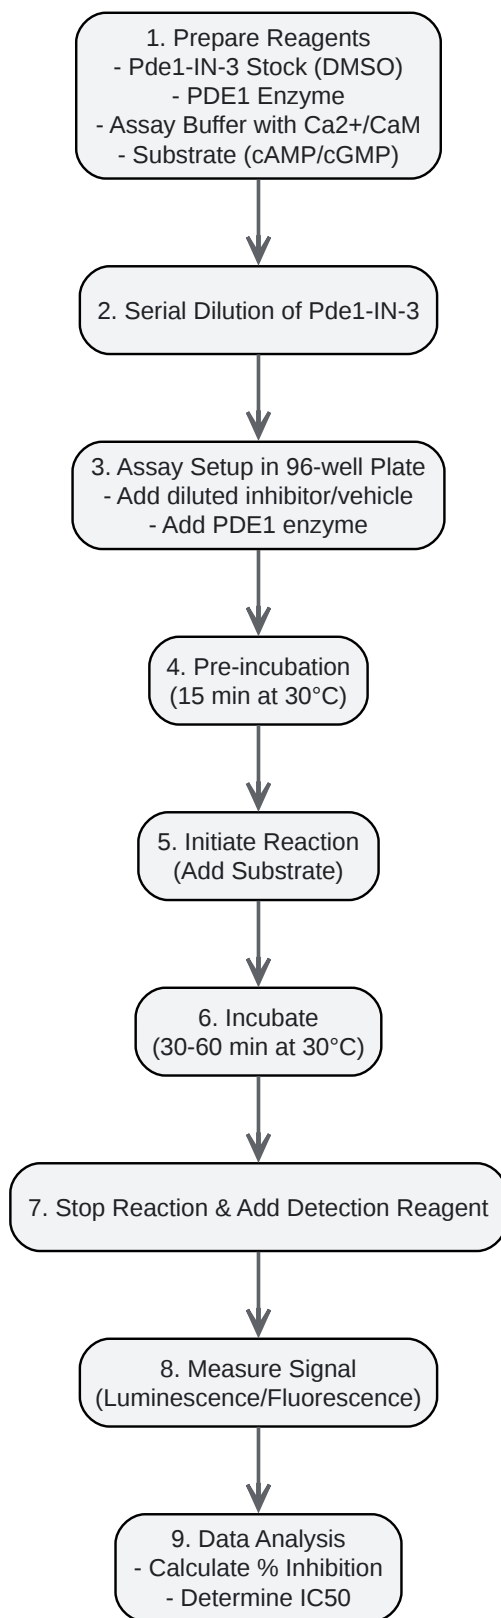 1. Prepare Reagents
- Pde1-IN-3 Stock (DMSO)
- PDE1 Enzyme
- Assay Buffer with Ca2+/CaM
- Substrate (cAMP/cGMP)
2. Serial Dilution of Pde1-IN-3
3. Assay Setup in 96-well Plate
- Add diluted inhibitor/vehicle
- Add PDE1 enzyme
4. Pre-incubation
(15 min at 30°C)
5. Initiate Reaction
(Add Substrate)
6. Incubate
(30-60 min at 30°C)
7. Stop Reaction & Add Detection Reagent
8. Measure Signal
(Luminescence/Fluorescence)
9. Data Analysis
- Calculate % Inhibition
- Determine IC50